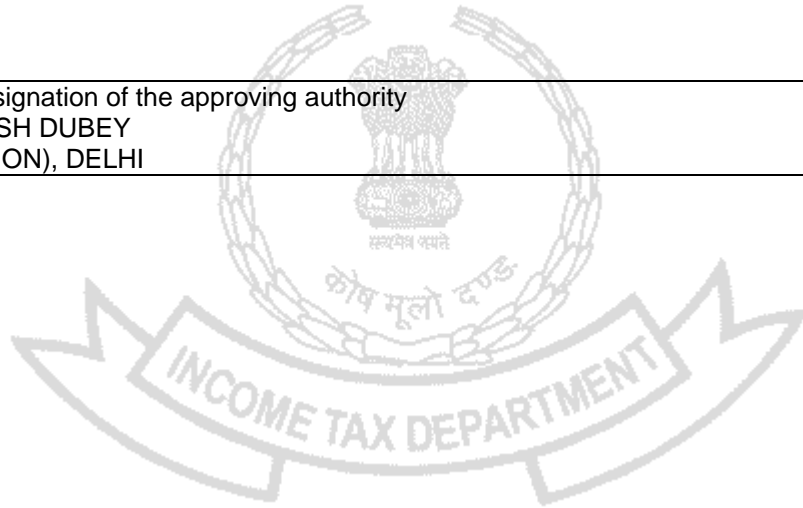 signation of the approving authority
SH DUBEY
ON), DELHI
सत्यमेव जयते
कोष मूलो दण्ड:
INCOME TAX DEPARTMENT